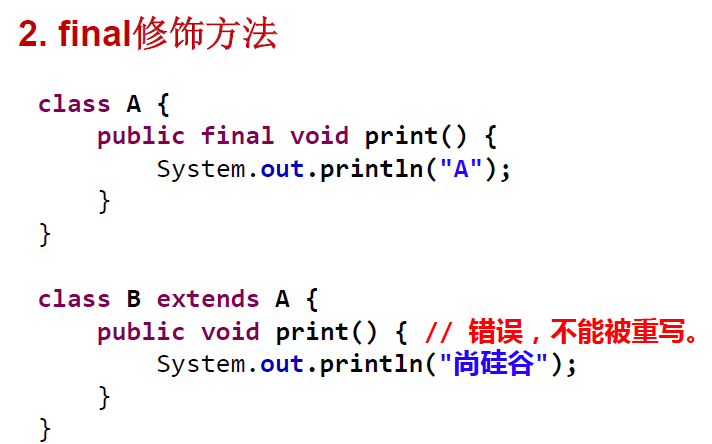 2. final修饰方法
class A {
    public final void print() {
        System.out.println("A");
    }
}
class B extends A {
    public void print() { // 错误，不能被重写。
        System.out.println("尚硅谷");
    }
}